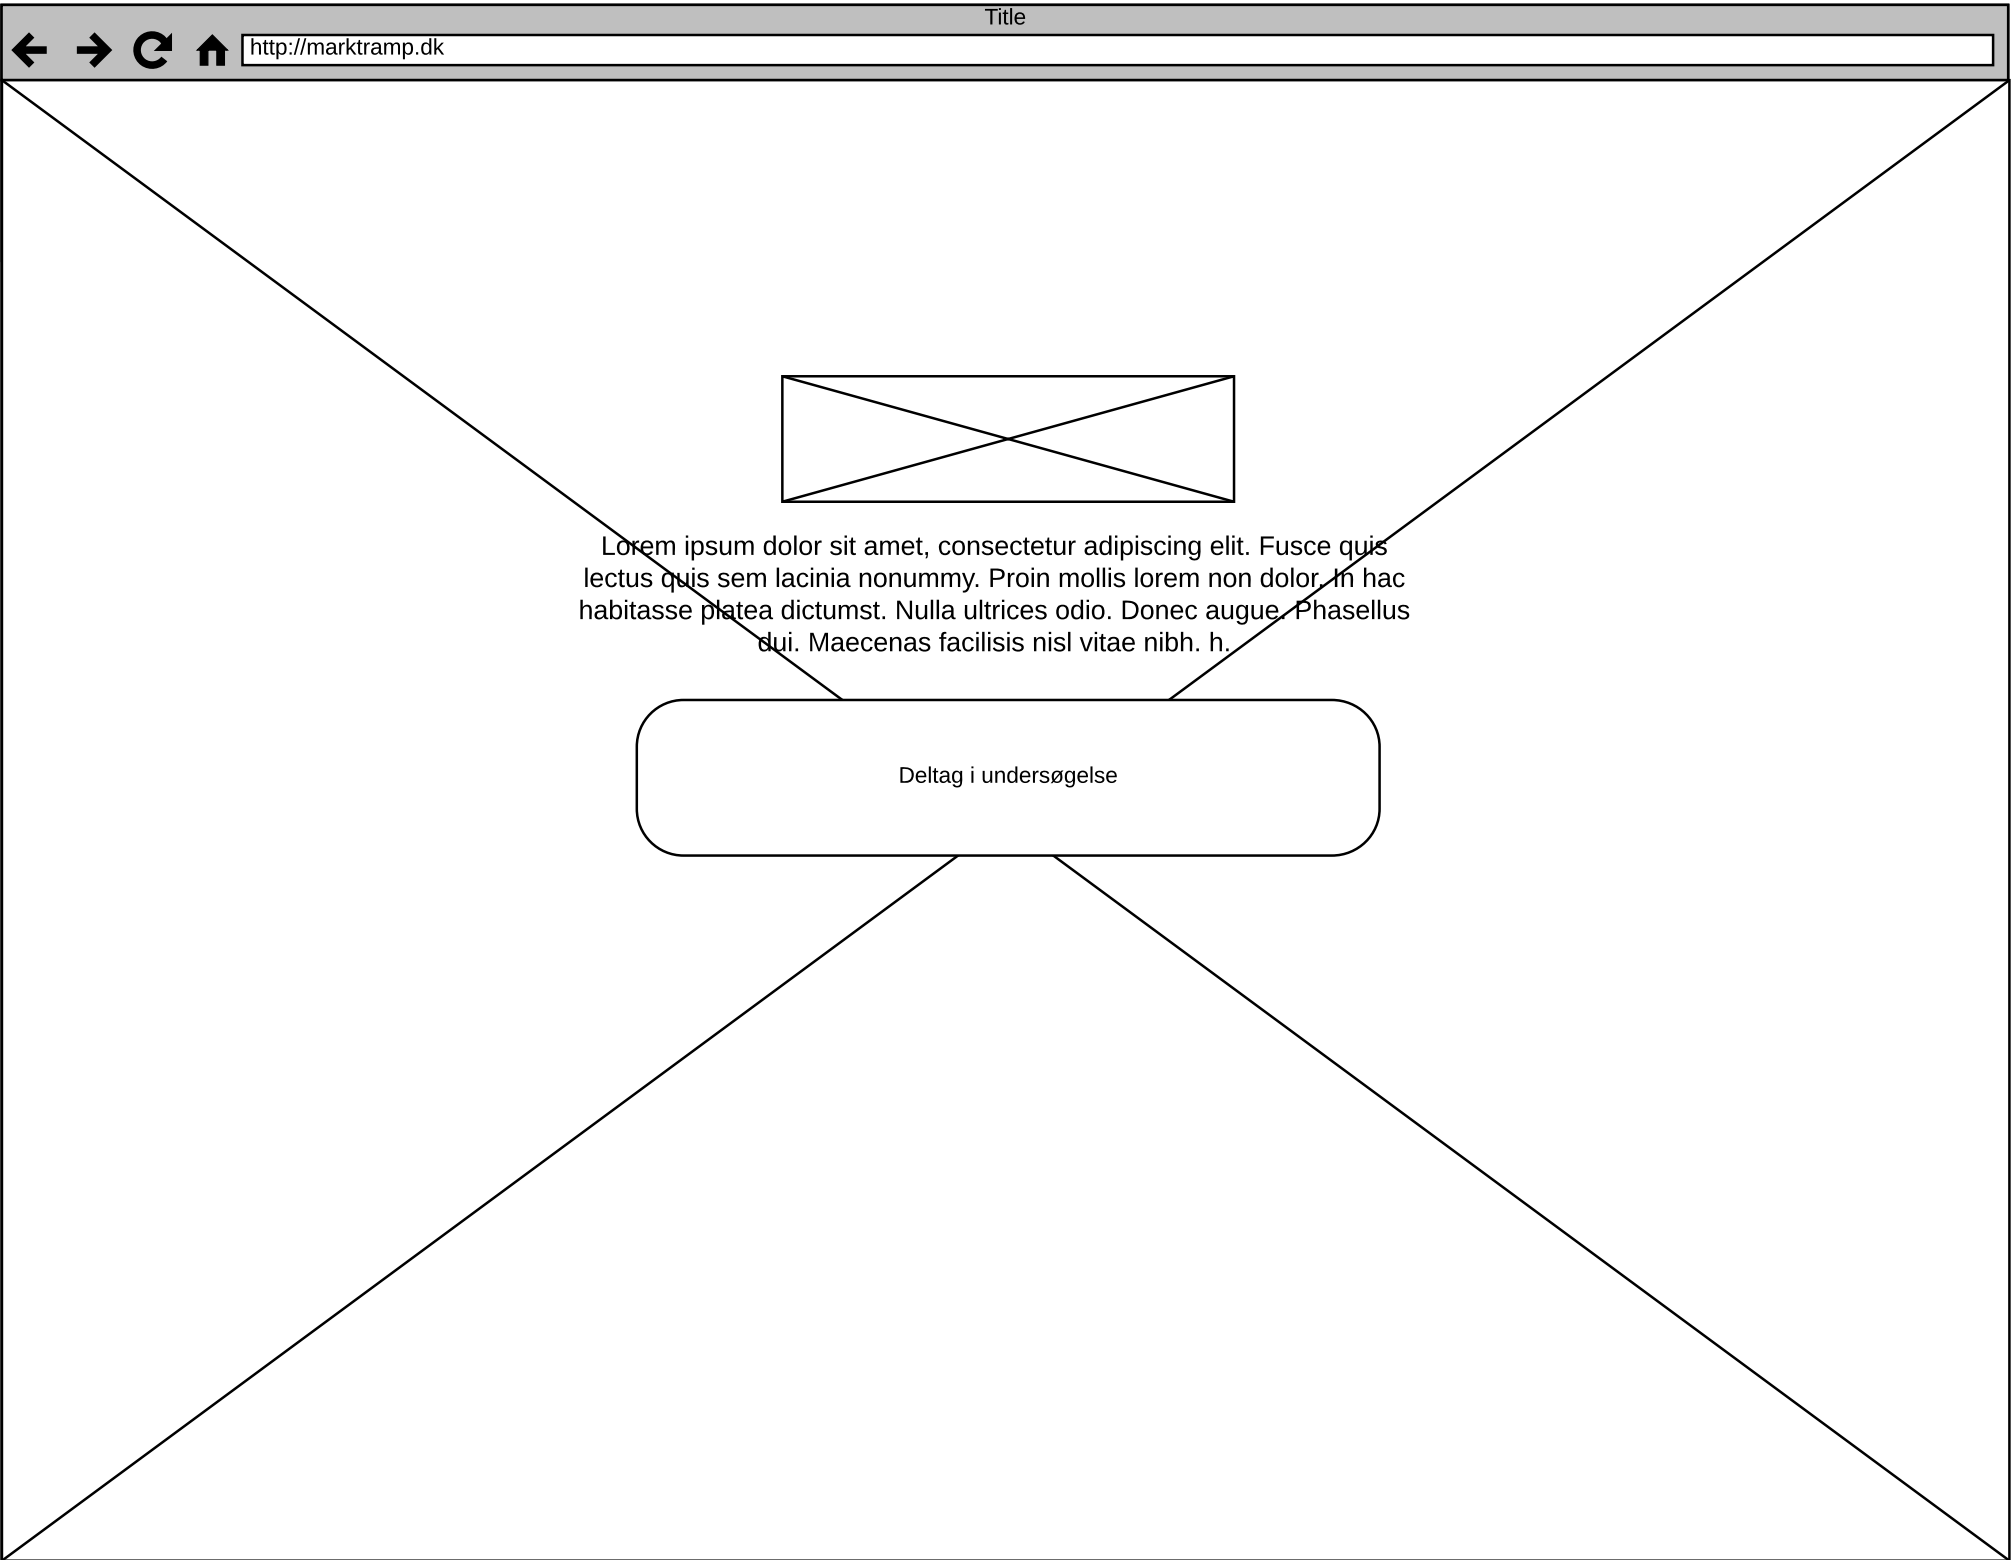 Title
http://marktramp.dk
Lorem ipsum dolor sit amet, consectetur adipiscing elit. Fusce quis
lectus quis sem lacinia nonummy. Proin mollis lorem non dolor. In hac
habitasse platea dictumst. Nulla ultrices odio. Donec augue. Phasellus
dui. Maecenas facilisis nisl vitae nibh. h.
Deltag i undersøgelse